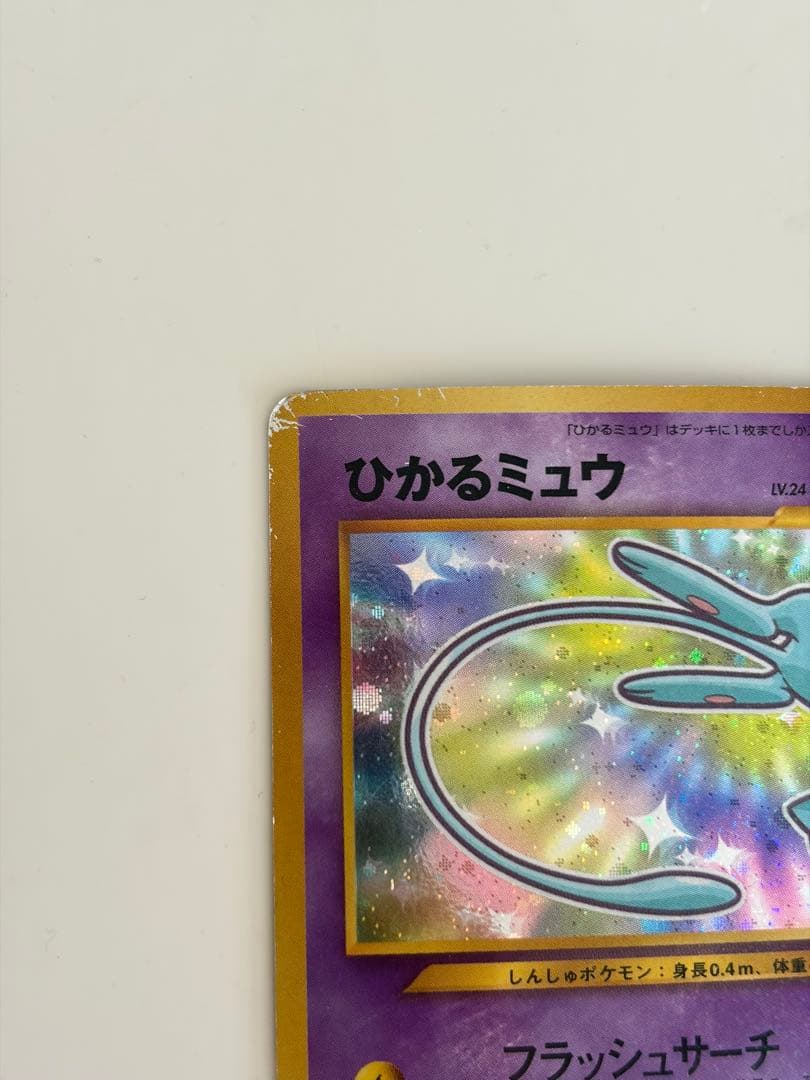 「ひかるミュウ」はデッキに1枚までしか
ひかるミュウ
LV.24
しんしゅポケモン：身長0.4m、体重
フラッシュサーチ